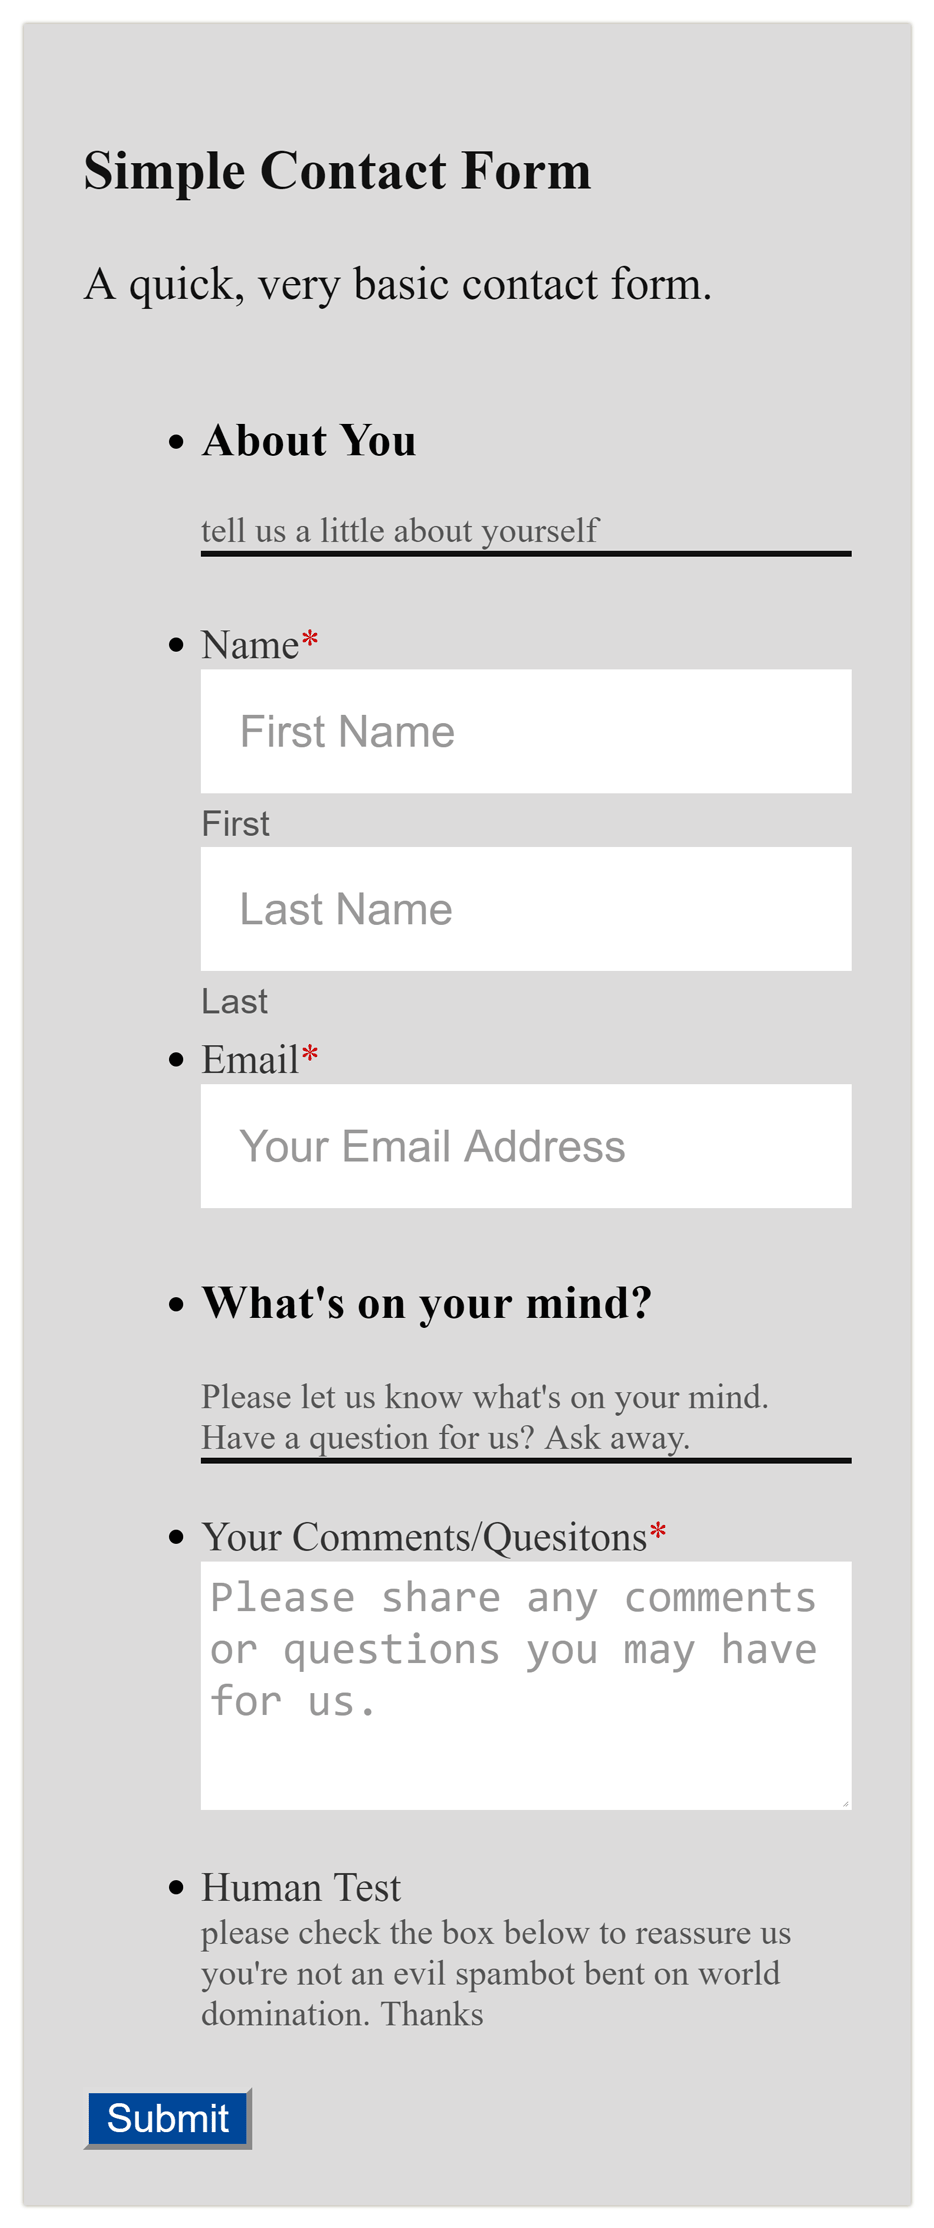 Simple Contact Form
A quick, very basic contact form.
• About You
tell us a little about yourself
• Name*
First Name
First
Last Name
Last
• Email*
Your Email Address
• What's on your mind?
Please let us know what's on your mind.
Have a question for us? Ask away.
• Your Comments/Quesitons*
Please share any comments
or questions you may have
for us.
• Human Test
please check the box below to reassure us
you're not an evil spambot bent on world
domination. Thanks
Submit